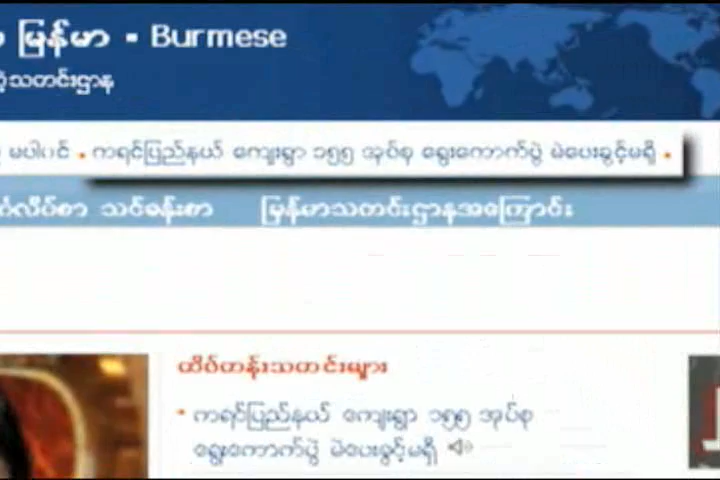 မြန်မာ - Burmese
သတင်းဌာန
မပါဝင် • ကရင်ပြည်နယ် ကျေးရွာ ၁၅၅ အုပ်စု ရွေးကောက်ပွဲ မဲပေးခွင့်မရှိ •
သင်ခန်းစာ မြန်မာသတင်းဌာနအကြောင်း
ထိပ်တန်းသတင်းများ
• ကရင်ပြည်နယ် ကျေးရွာ ၁၅၅ အုပ်စု
ရွေးကောက်ပွဲ မဲပေးခွင့်မရှိ